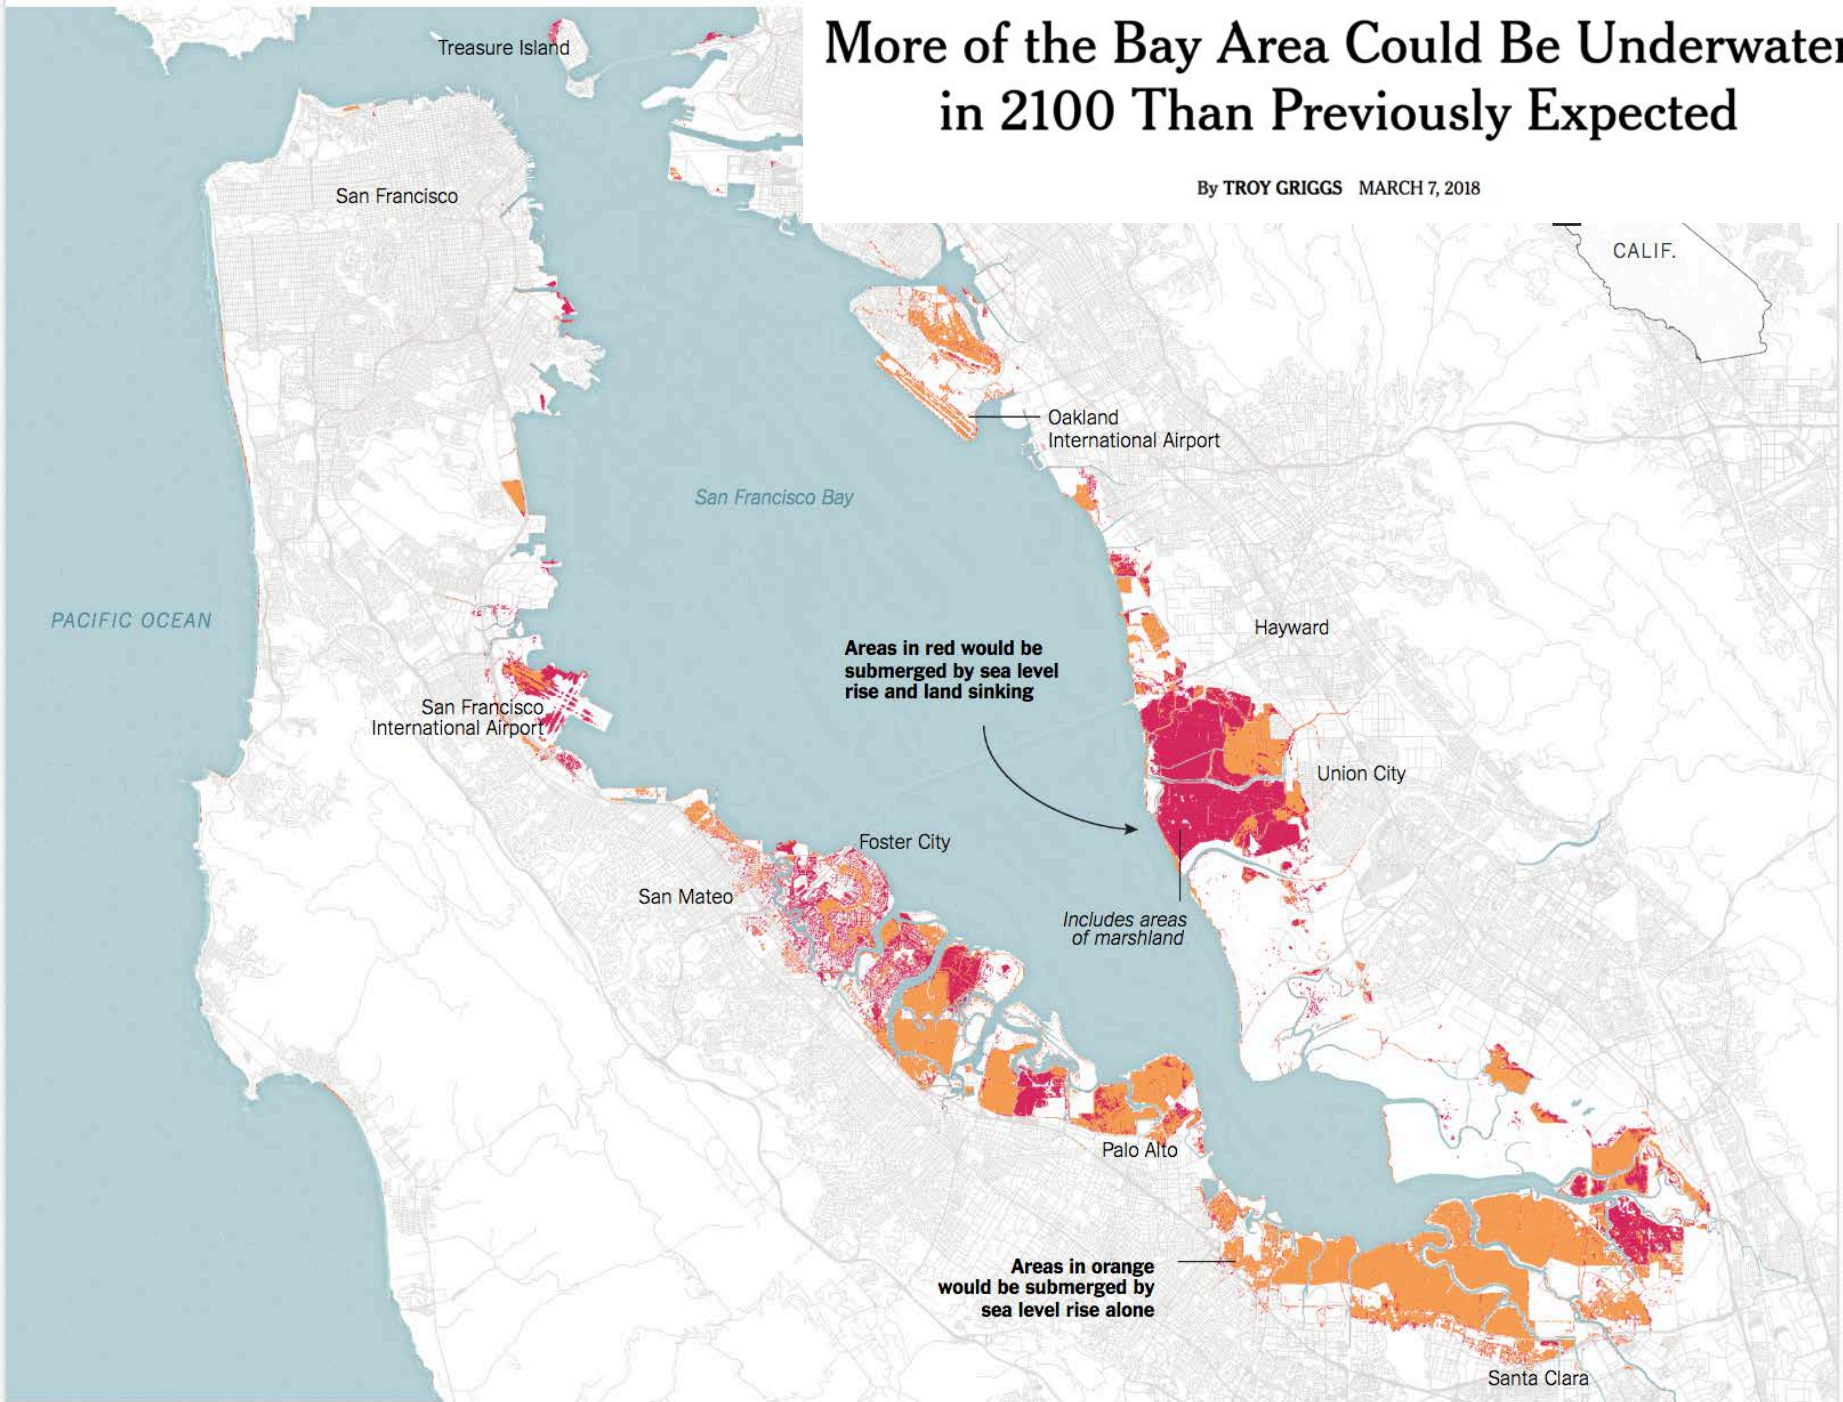 More of the Bay Area Could Be Underwater
in 2100 Than Previously Expected
By TROY GRIGGS MARCH 7, 2018
Treasure Island
San Francisco
CALIF.
Oakland
International Airport
San Francisco Bay
PACIFIC OCEAN
Hayward
Areas in red would be
submerged by sea level
rise and land sinking
San Francisco
International Airport
Union City
Foster City
San Mateo
Includes areas
of marshland
Palo Alto
Areas in orange
would be submerged by
sea level rise alone
Santa Clara